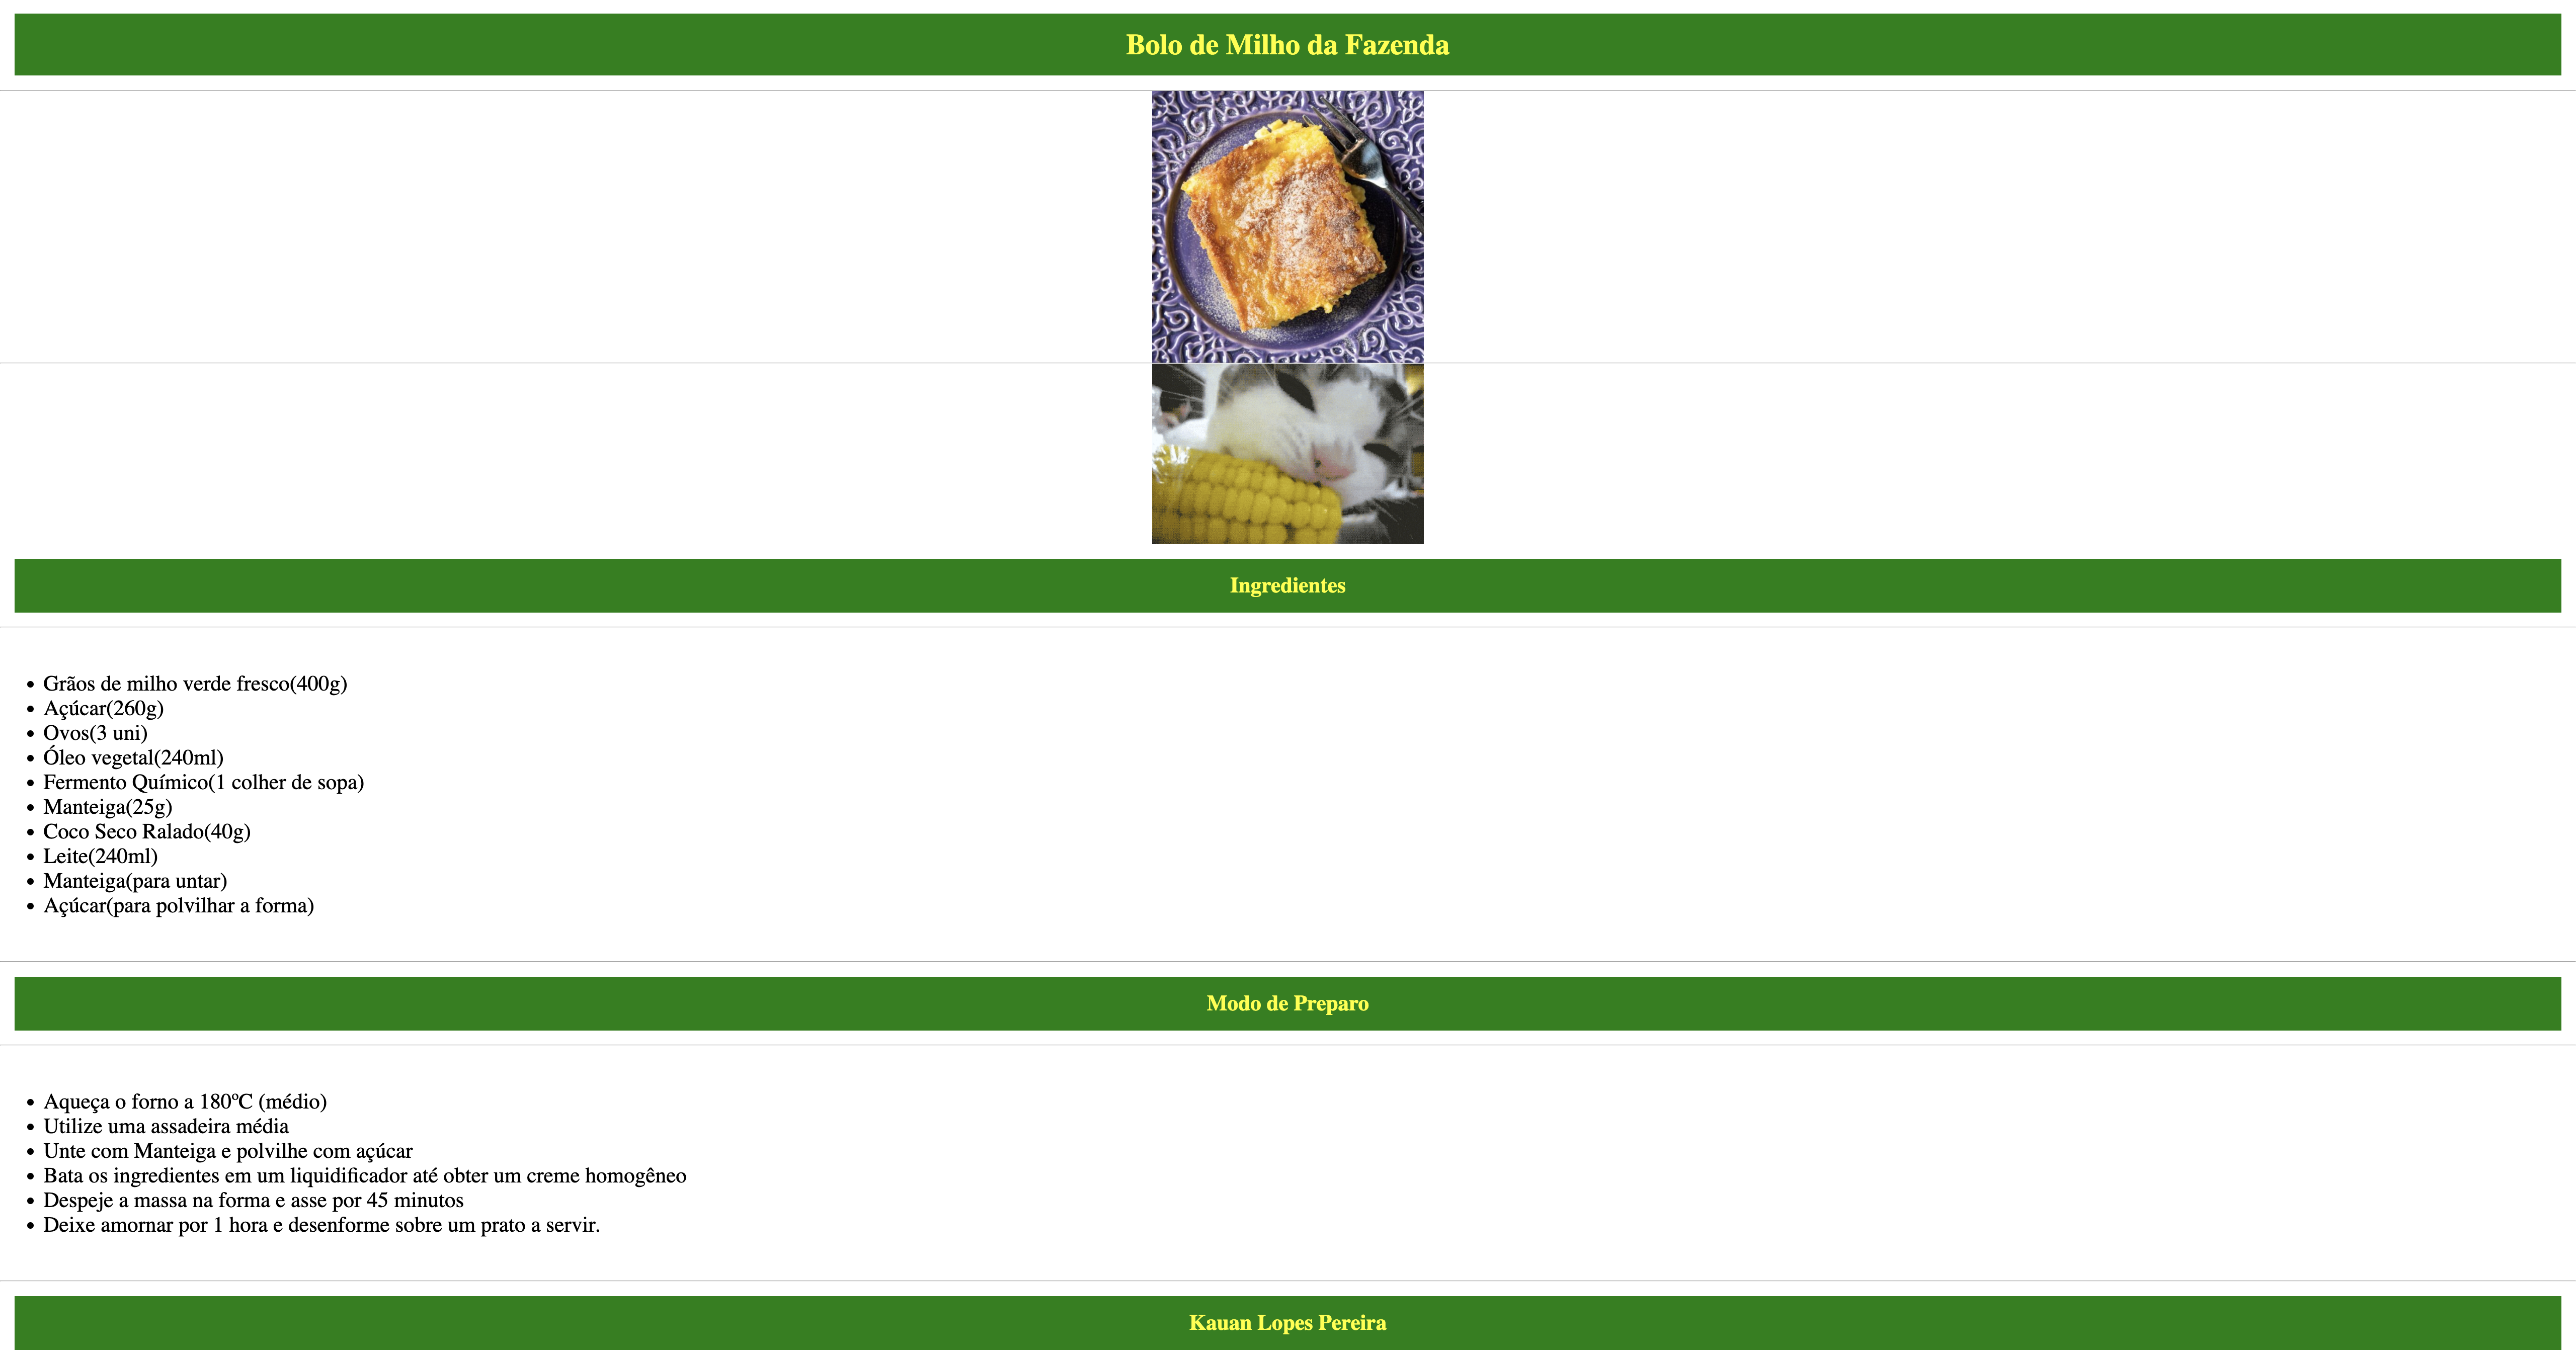 Bolo de Milho da Fazenda
Ingredientes
Grãos de milho verde fresco(400g)
Açúcar(260g)
Ovos(3 uni)
Óleo vegetal(240ml)
Fermento Químico(1 colher de sopa)
Manteiga(25g)
Coco Seco Ralado(40g)
Leite(240ml)
Manteiga(para untar)
Açúcar(para polvilhar a forma)
Modo de Preparo
Aqueça o forno a 180ºC (médio)
Utilize uma assadeira média
Unte com Manteiga e polvilhe com açúcar
Bata os ingredientes em um liquidificador até obter um creme homogêneo
Despeje a massa na forma e asse por 45 minutos
Deixe amornar por 1 hora e desenforme sobre um prato a servir.
Kauan Lopes Pereira